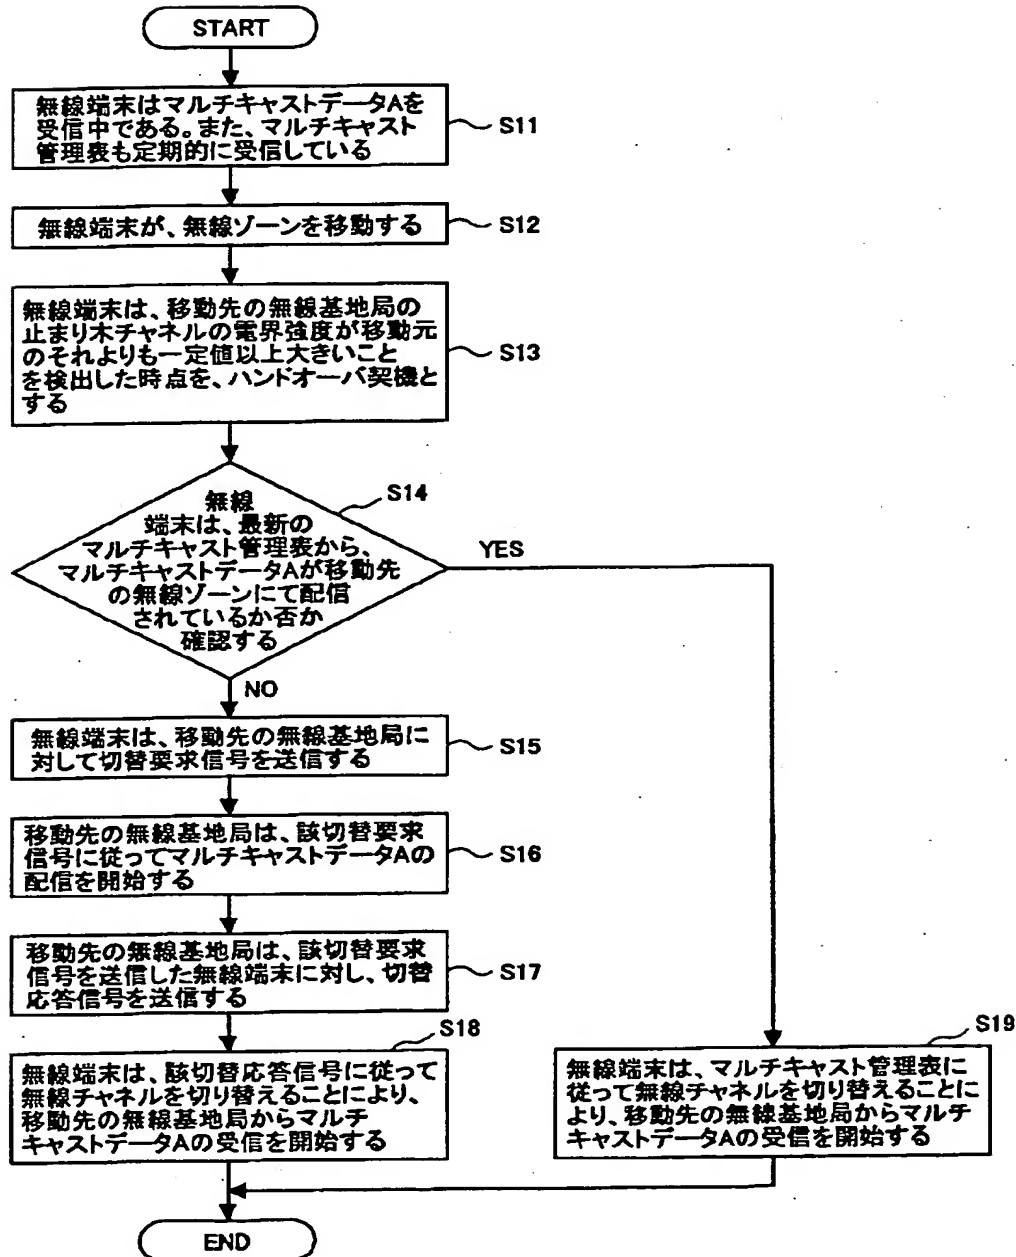 START
無線端末はマルチキャストデータAを
受信中である。また、マルチキャスト
管理表も定期的に受信している
S11
無線端末が、無線ゾーンを移動する
S12
無線端末は、移動先の無線基地局の
止まり木チャネルの電界強度が移動元
のそれよりも一定値以上大きいこと
を検出した時点を、ハンドオーバ契機と
する
S13
S14
無線
端末は、最新の
マルチキャスト管理表から、
マルチキャストデータAが移動先
の無線ゾーンにて配信
されているか否か
確認する
YES
NO
無線端末は、移動先の無線基地局に
対して切替要求信号を送信する
S15
移動先の無線基地局は、該切替要求
信号に従ってマルチキャストデータAの
配信を開始する
S16
移動先の無線基地局は、該切替要求
信号を送信した無線端末に対し、切替
応答信号を送信する
S17
S18
無線端末は、該切替応答信号に従って
無線チャネルを切り替えることにより、
移動先の無線基地局からマルチ
キャストデータAの受信を開始する
S19
無線端末は、マルチキャスト管理表に
従って無線チャネルを切り替えることに
より、移動先の無線基地局からマルチ
キャストデータAの受信を開始する
END